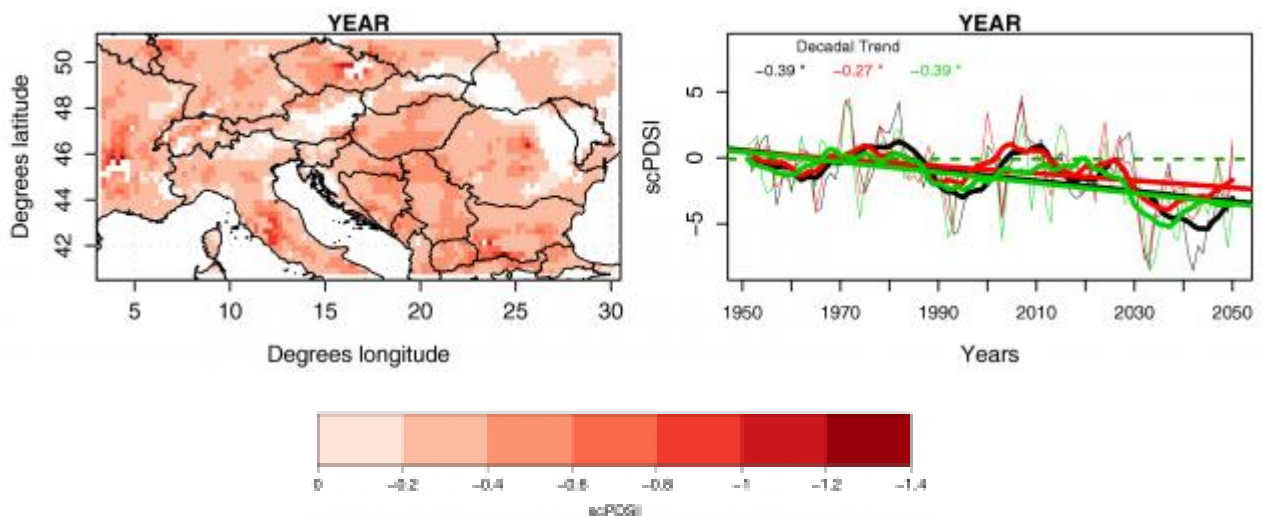 YEAR
Degrees latitude
50
48
46
44
42
5 10 15 20 25 30
Degrees longitude
YEAR
Decadal Trend
−0.39 * −0.27 * −0.39 *
scPDSI
5
0
−5
1950 1970 1990 2010 2030 2050
Years
0 −0.2 −0.4 −0.6 −0.8 −1 −1.2 −1.4
scPDSI